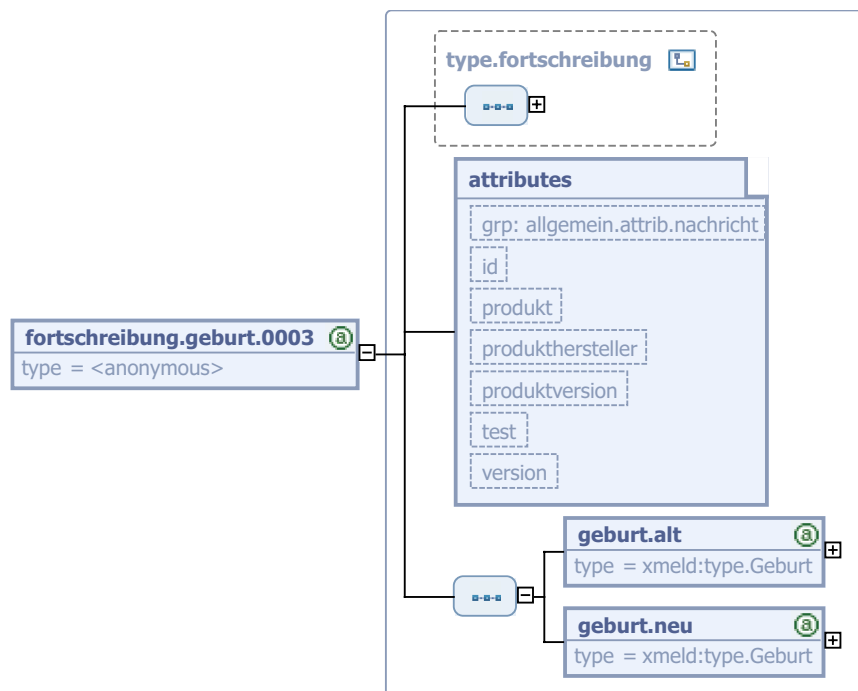 type.fortschreibung
attributes
grp: allgemein.attrib.nachricht
id
produkt
fortschreibung.geburt.0003
type = <anonymous>
produkthersteller
produktversion
test
version
geburt.alt
type = xmeld:type.Geburt
geburt.neu
type = xmeld:type.Geburt